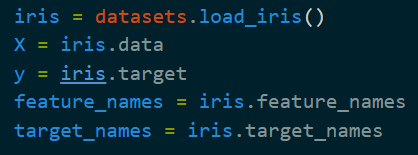 iris = datasets.load_iris()
X = iris.data
y = iris.target
feature_names = iris.feature_names
target_names = iris.target_names